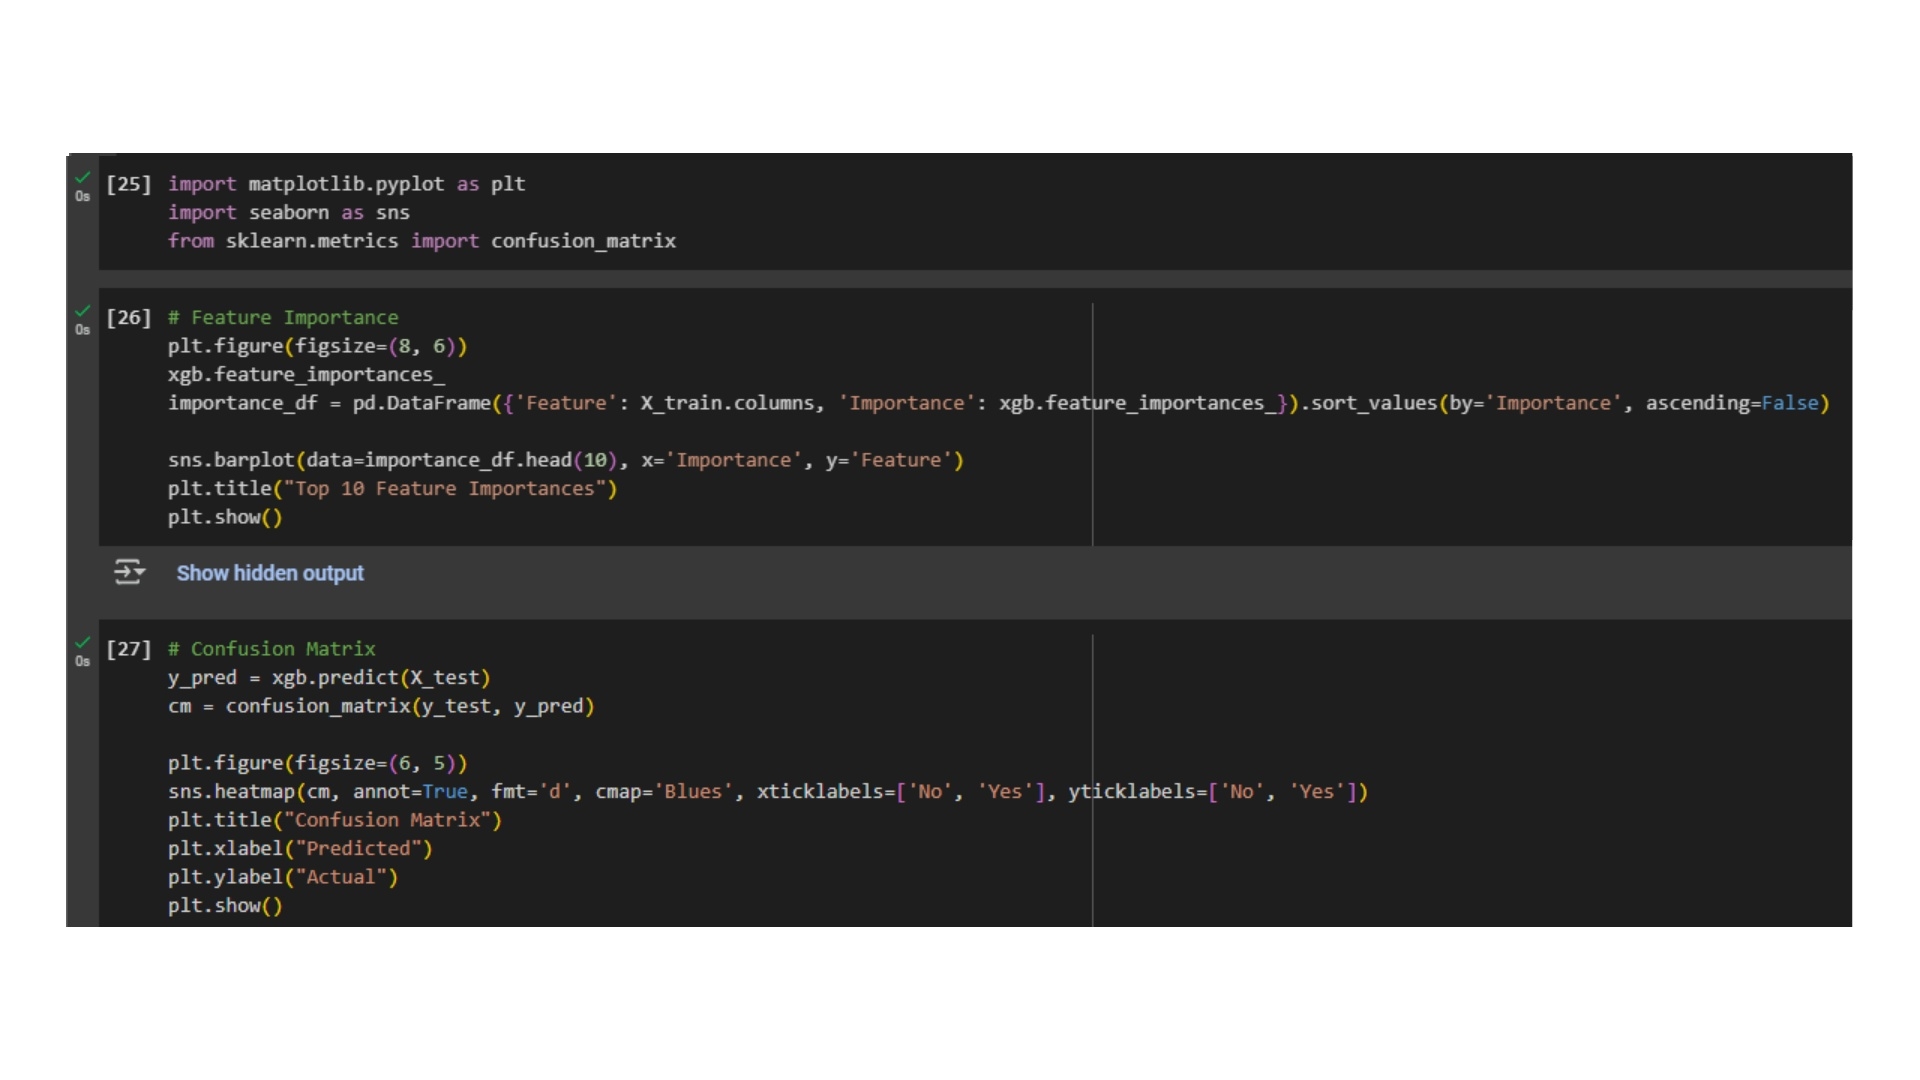 0s
[25] import matplotlib.pyplot as plt
import seaborn as sns
from sklearn.metrics import confusion_matrix
0s
[26] # Feature Importance
plt.figure(figsize=(8, 6))
xgb.feature_importances_
importance_df = pd.DataFrame({'Feature': X_train.columns, 'Importance': xgb.feature_importances_}).sort_values(by='Importance', ascending=False)
sns.barplot(data=importance_df.head(10), x='Importance', y='Feature')
plt.title("Top 10 Feature Importances")
plt.show()
Show hidden output
0s
[27] # Confusion Matrix
y_pred = xgb.predict(X_test)
cm = confusion_matrix(y_test, y_pred)
plt.figure(figsize=(6, 5))
sns.heatmap(cm, annot=True, fmt='d', cmap='Blues', xticklabels=['No', 'Yes'], yticklabels=['No', 'Yes'])
plt.title("Confusion Matrix")
plt.xlabel("Predicted")
plt.ylabel("Actual")
plt.show()